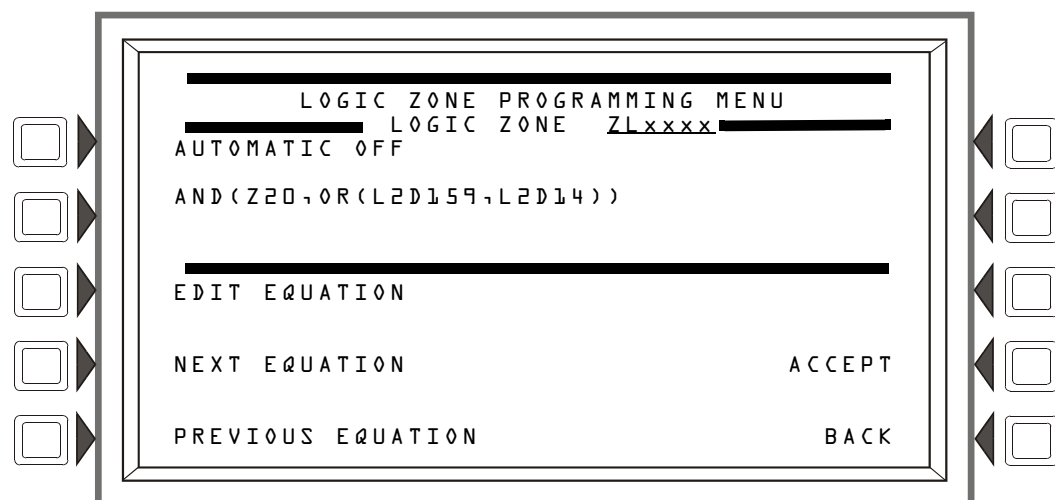 LOGIC ZONE PROGRAMMING MENU
LOGIC ZONE ZLxxxx
AUTOMATIC OFF
AND(Z20,OR(L2D159,L2D14))
EDIT EQUATION
NEXT EQUATION ACCEPT
PREVIOUS EQUATION BACK